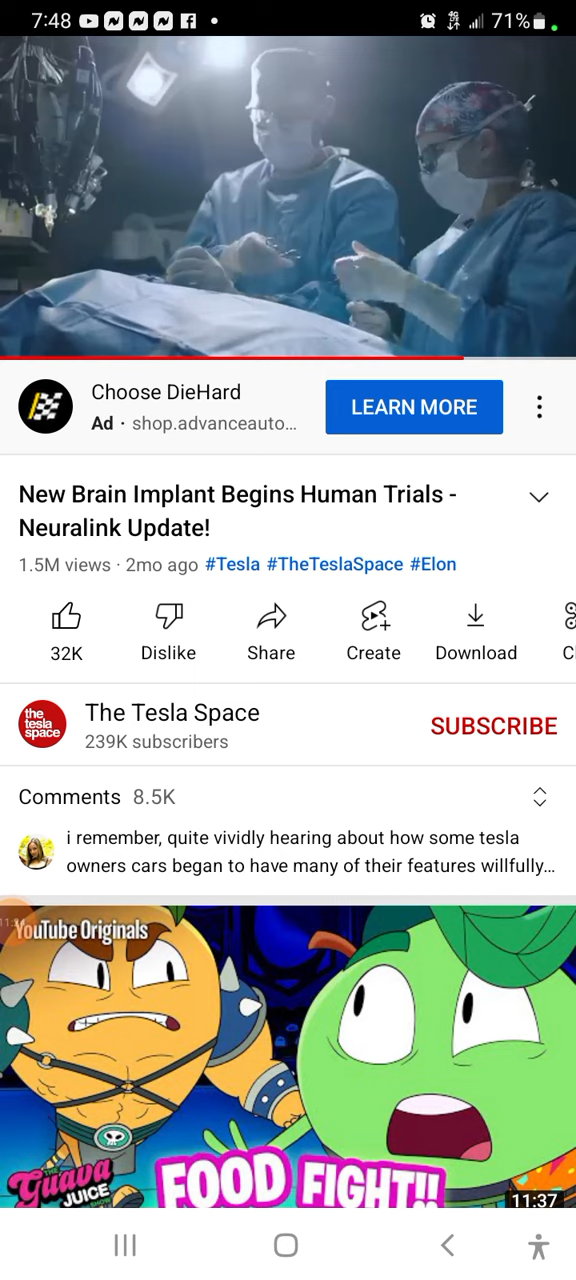 7:48
71%
Choose DieHard
Ad · shop.advanceauto...
LEARN MORE
New Brain Implant Begins Human Trials -
Neuralink Update!
1.5M views · 2mo ago #Tesla #TheTeslaSpace #Elon
32K
Dislike
Share
Create
Download
the tesla space
The Tesla Space
239K subscribers
SUBSCRIBE
Comments 8.5K
i remember, quite vividly hearing about how some tesla
owners cars began to have many of their features willfully...
YouTube Originals
THE
Guava
JUICE
SHOW
FOOD FIGHT!!
11:37